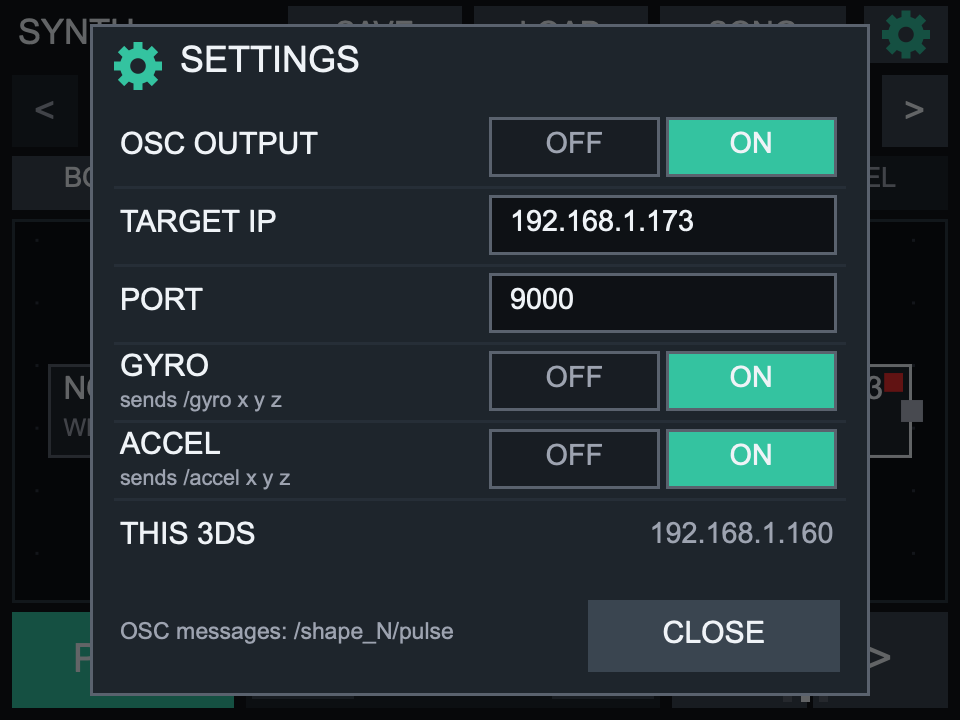 SETTINGS
OSC OUTPUT OFF ON
TARGET IP 192.168.1.173
PORT 9000
GYRO OFF ON
sends /gyro x y z
ACCEL OFF ON
sends /accel x y z
THIS 3DS 192.168.1.160
OSC messages: /shape_N/pulse
CLOSE